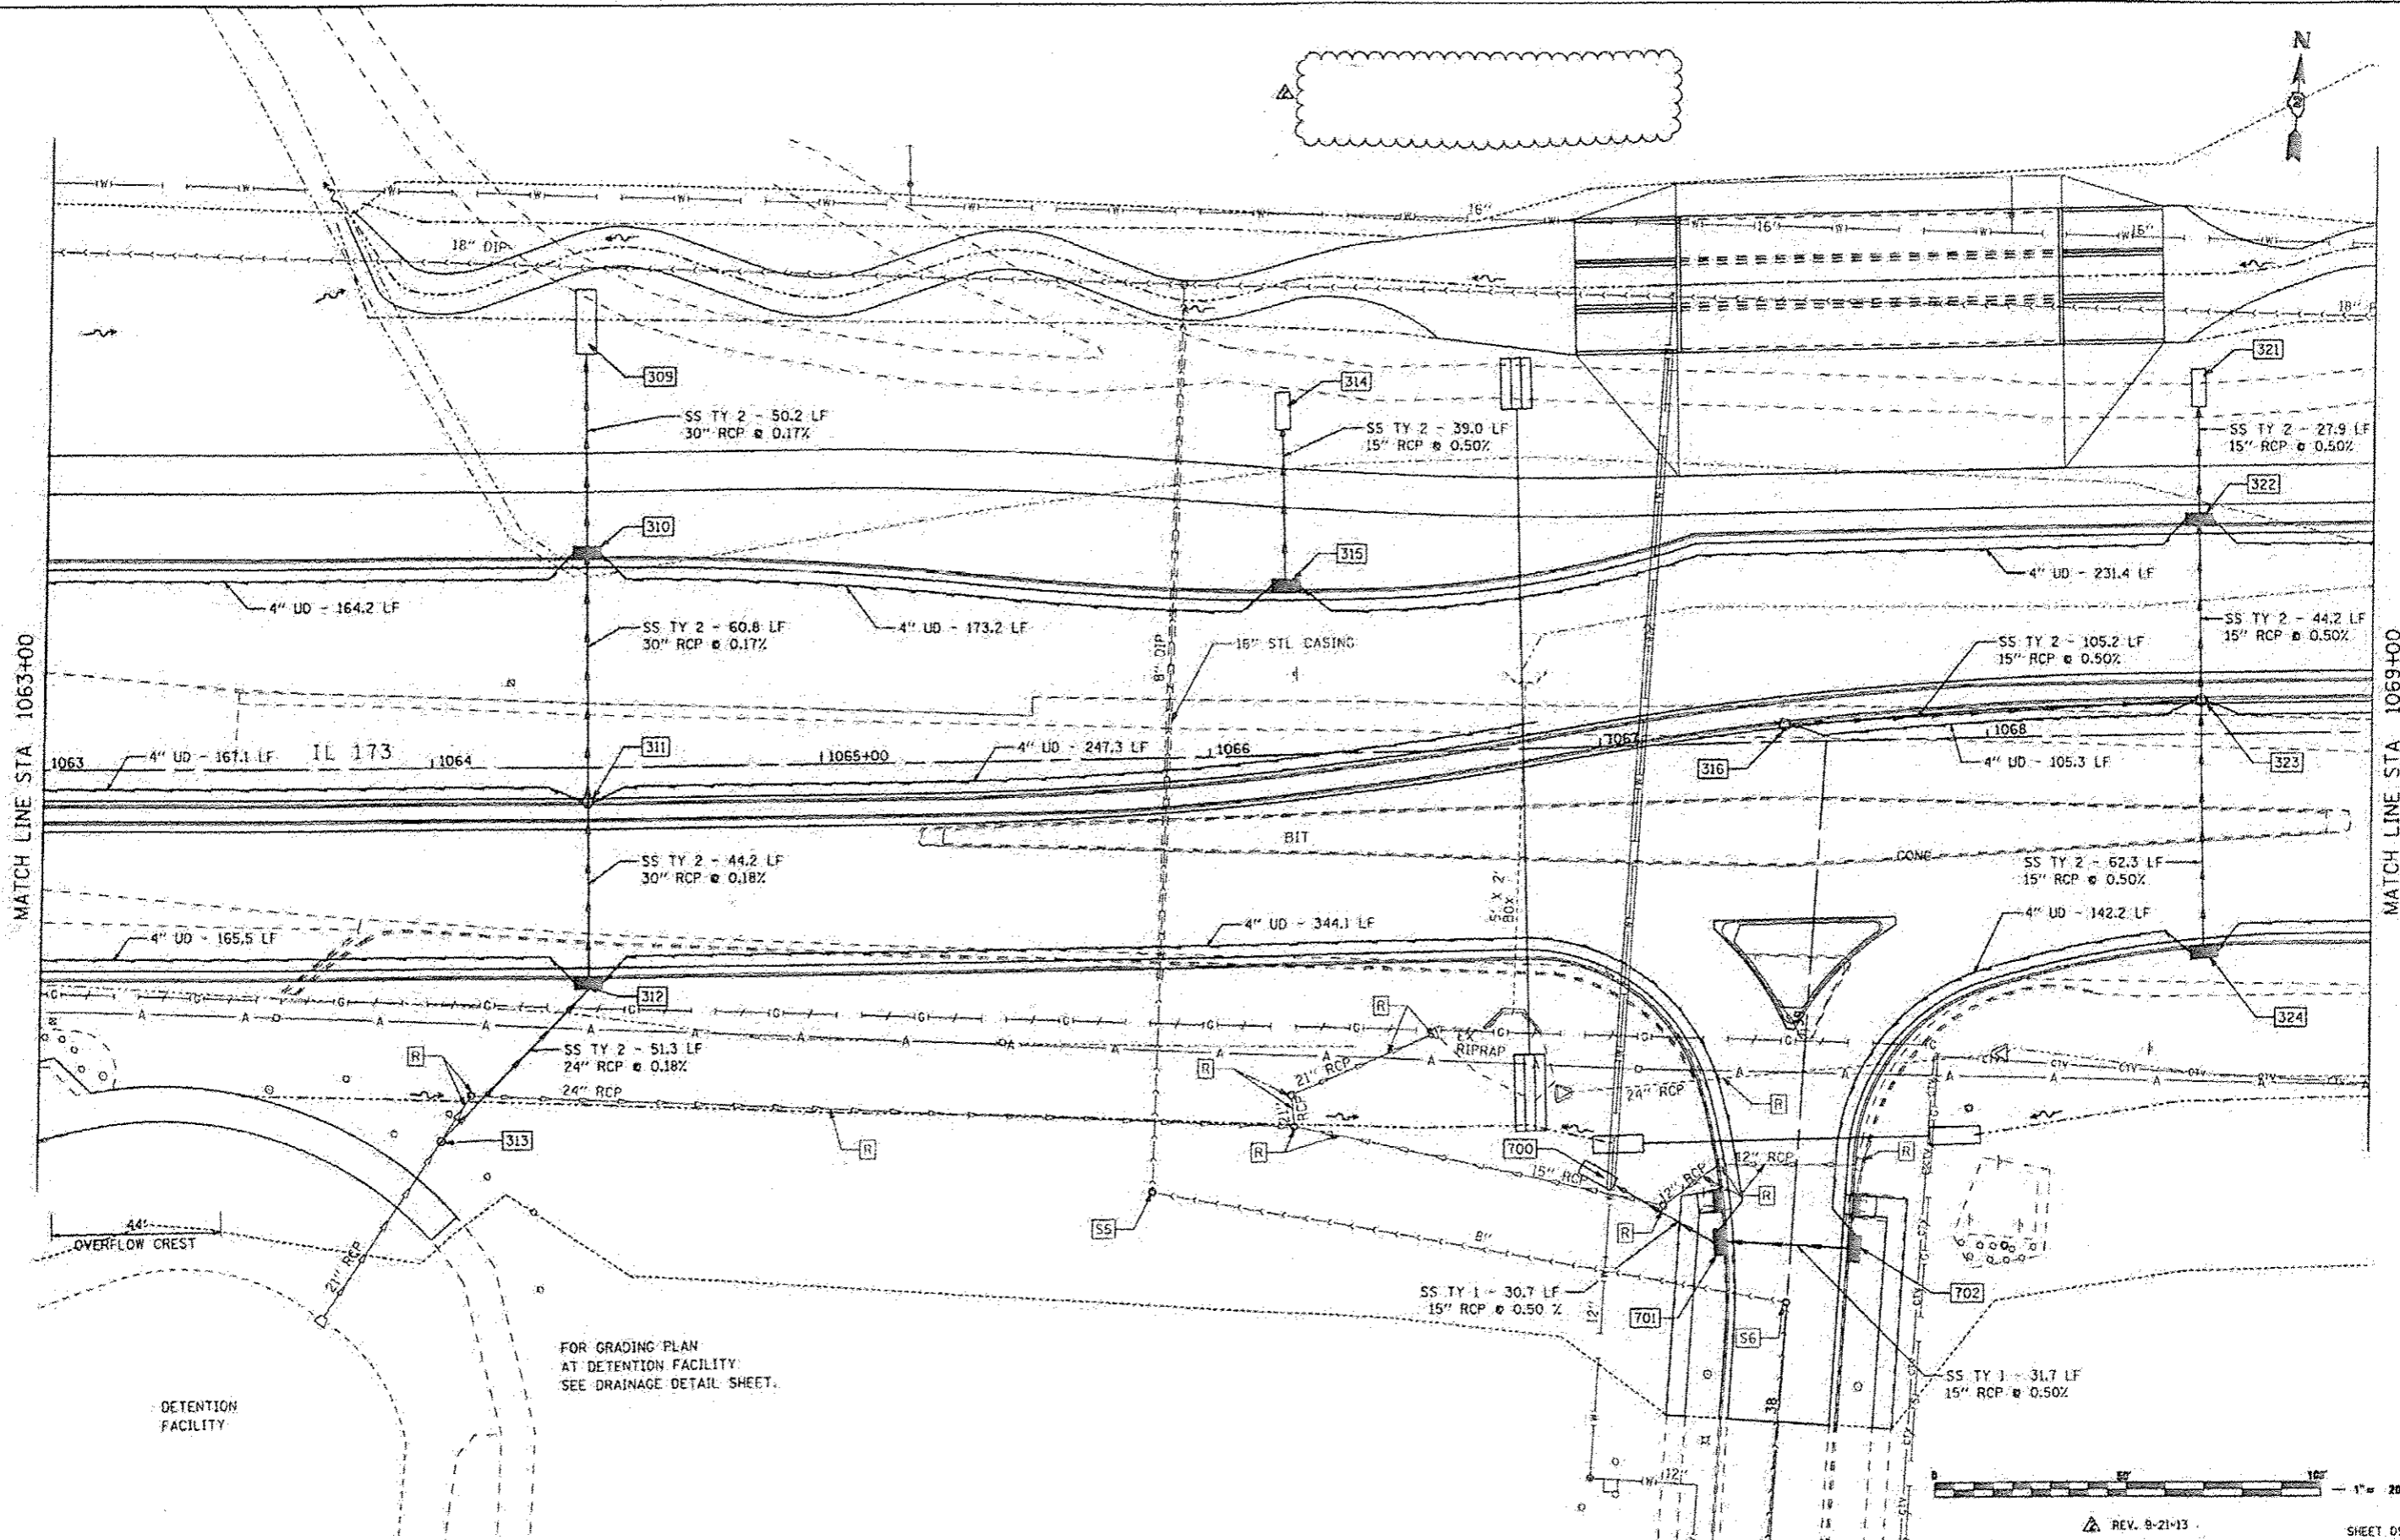 N
2
16"
16"
16"
18" DIP
18"
309
314
321
SS TY 2 - 50.2 LF
30" RCP @ 0.17%
SS TY 2 - 39.0 LF
15" RCP @ 0.50%
SS TY 2 - 27.9 LF
15" RCP @ 0.50%
310
315
322
4" UD - 164.2 LF
4" UD - 173.2 LF
4" UD - 231.4 LF
SS TY 2 - 60.8 LF
30" RCP @ 0.17%
8" DIP
16" STL CASING
SS TY 2 - 105.2 LF
15" RCP @ 0.50%
SS TY 2 - 44.2 LF
15" RCP @ 0.50%
MATCH LINE STA 1063+00
MATCH LINE STA 1069+00
1063
4" UD - 167.1 LF
IL 173
1064
311
1065+00
4" UD - 247.3 LF
1066
1067
316
1068
4" UD - 105.3 LF
323
BIT
CONC
SS TY 2 - 44.2 LF
30" RCP @ 0.18%
SS TY 2 - 62.3 LF
15" RCP @ 0.50%
5' X 2'
BOX
4" UD - 165.5 LF
4" UD - 344.1 LF
4" UD - 142.2 LF
312
324
R
R
SS TY 2 - 51.3 LF
24" RCP @ 0.18%
24" RCP
R
21" RCP
21"
RCP
EX
RIPRAP
24" RCP
R
313
R
R
700
15" RCP
12" RCP
12" RCP
R
R
R
44'
OVERFLOW CREST
21" RCP
S5
8"
12"
SS TY 1 - 30.7 LF
15" RCP @ 0.50 %
701
S6
702
SS TY 1 - 31.7 LF
15" RCP @ 0.50%
FOR GRADING PLAN
AT DETENTION FACILITY
SEE DRAINAGE DETAIL SHEET.
DETENTION
FACILITY
38
12"
0 50' 100'
1" = 20
REV. 9-21-13
SHEET